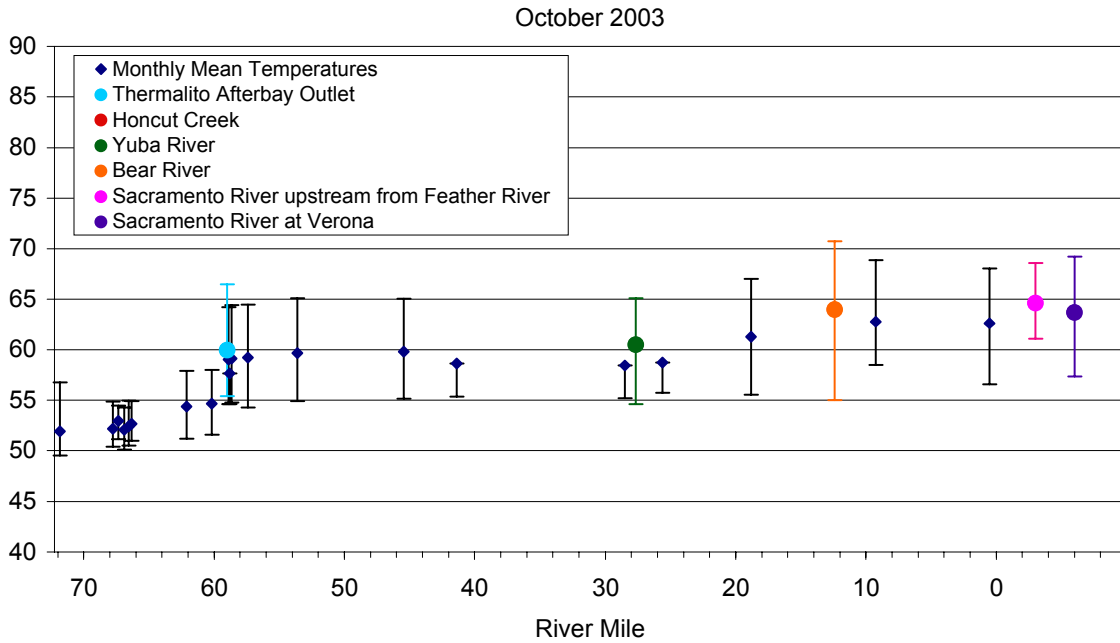 October 2003
90
85
80
75
70
65
60
55
50
45
40
Monthly Mean Temperatures
Thermalito Afterbay Outlet
Honcut Creek
Yuba River
Bear River
Sacramento River upstream from Feather River
Sacramento River at Verona
70 60 50 40 30 20 10 0
River Mile